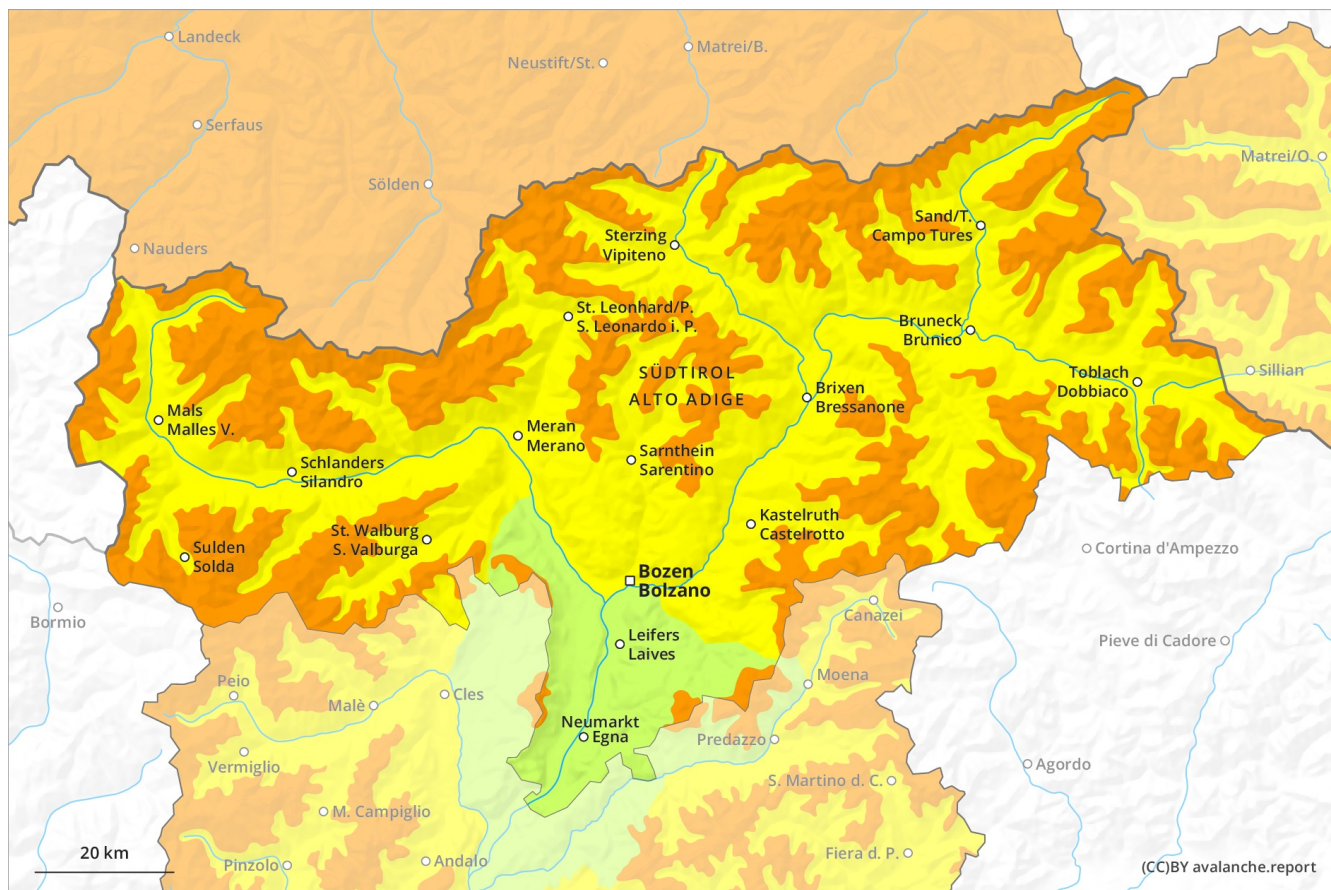 Landeck
Matrei/B.
Neustift/St.
Serfaus
Matrei/O.
Sölden
Sand/T.
Campo Tures
Sterzing
Vipiteno
Nauders
St. Leonhard/P.
S. Leonardo i. P.
Bruneck
Brunico
SÜDTIROL
ALTO ADIGE
Toblach
Dobbiaco
Sillian
Brixen
Bressanone
Mals
Malles V.
Meran
Merano
Sarnthein
Sarentino
Schlanders
Silandro
Kastelruth
Castelrotto
St. Walburg
S. Valburga
Sulden
Solda
Cortina d'Ampezzo
Bozen
Bolzano
Bormio
Canazei
Leifers
Laives
Pieve di Cadore
Peio
Moena
Cles
Malè
Neumarkt
Egna
Predazzo
Vermiglio
Agordo
S. Martino d. C.
M. Campiglio
20 km
Pinzolo
Andalo
Fiera d. P.
(CC)BY avalanche.report